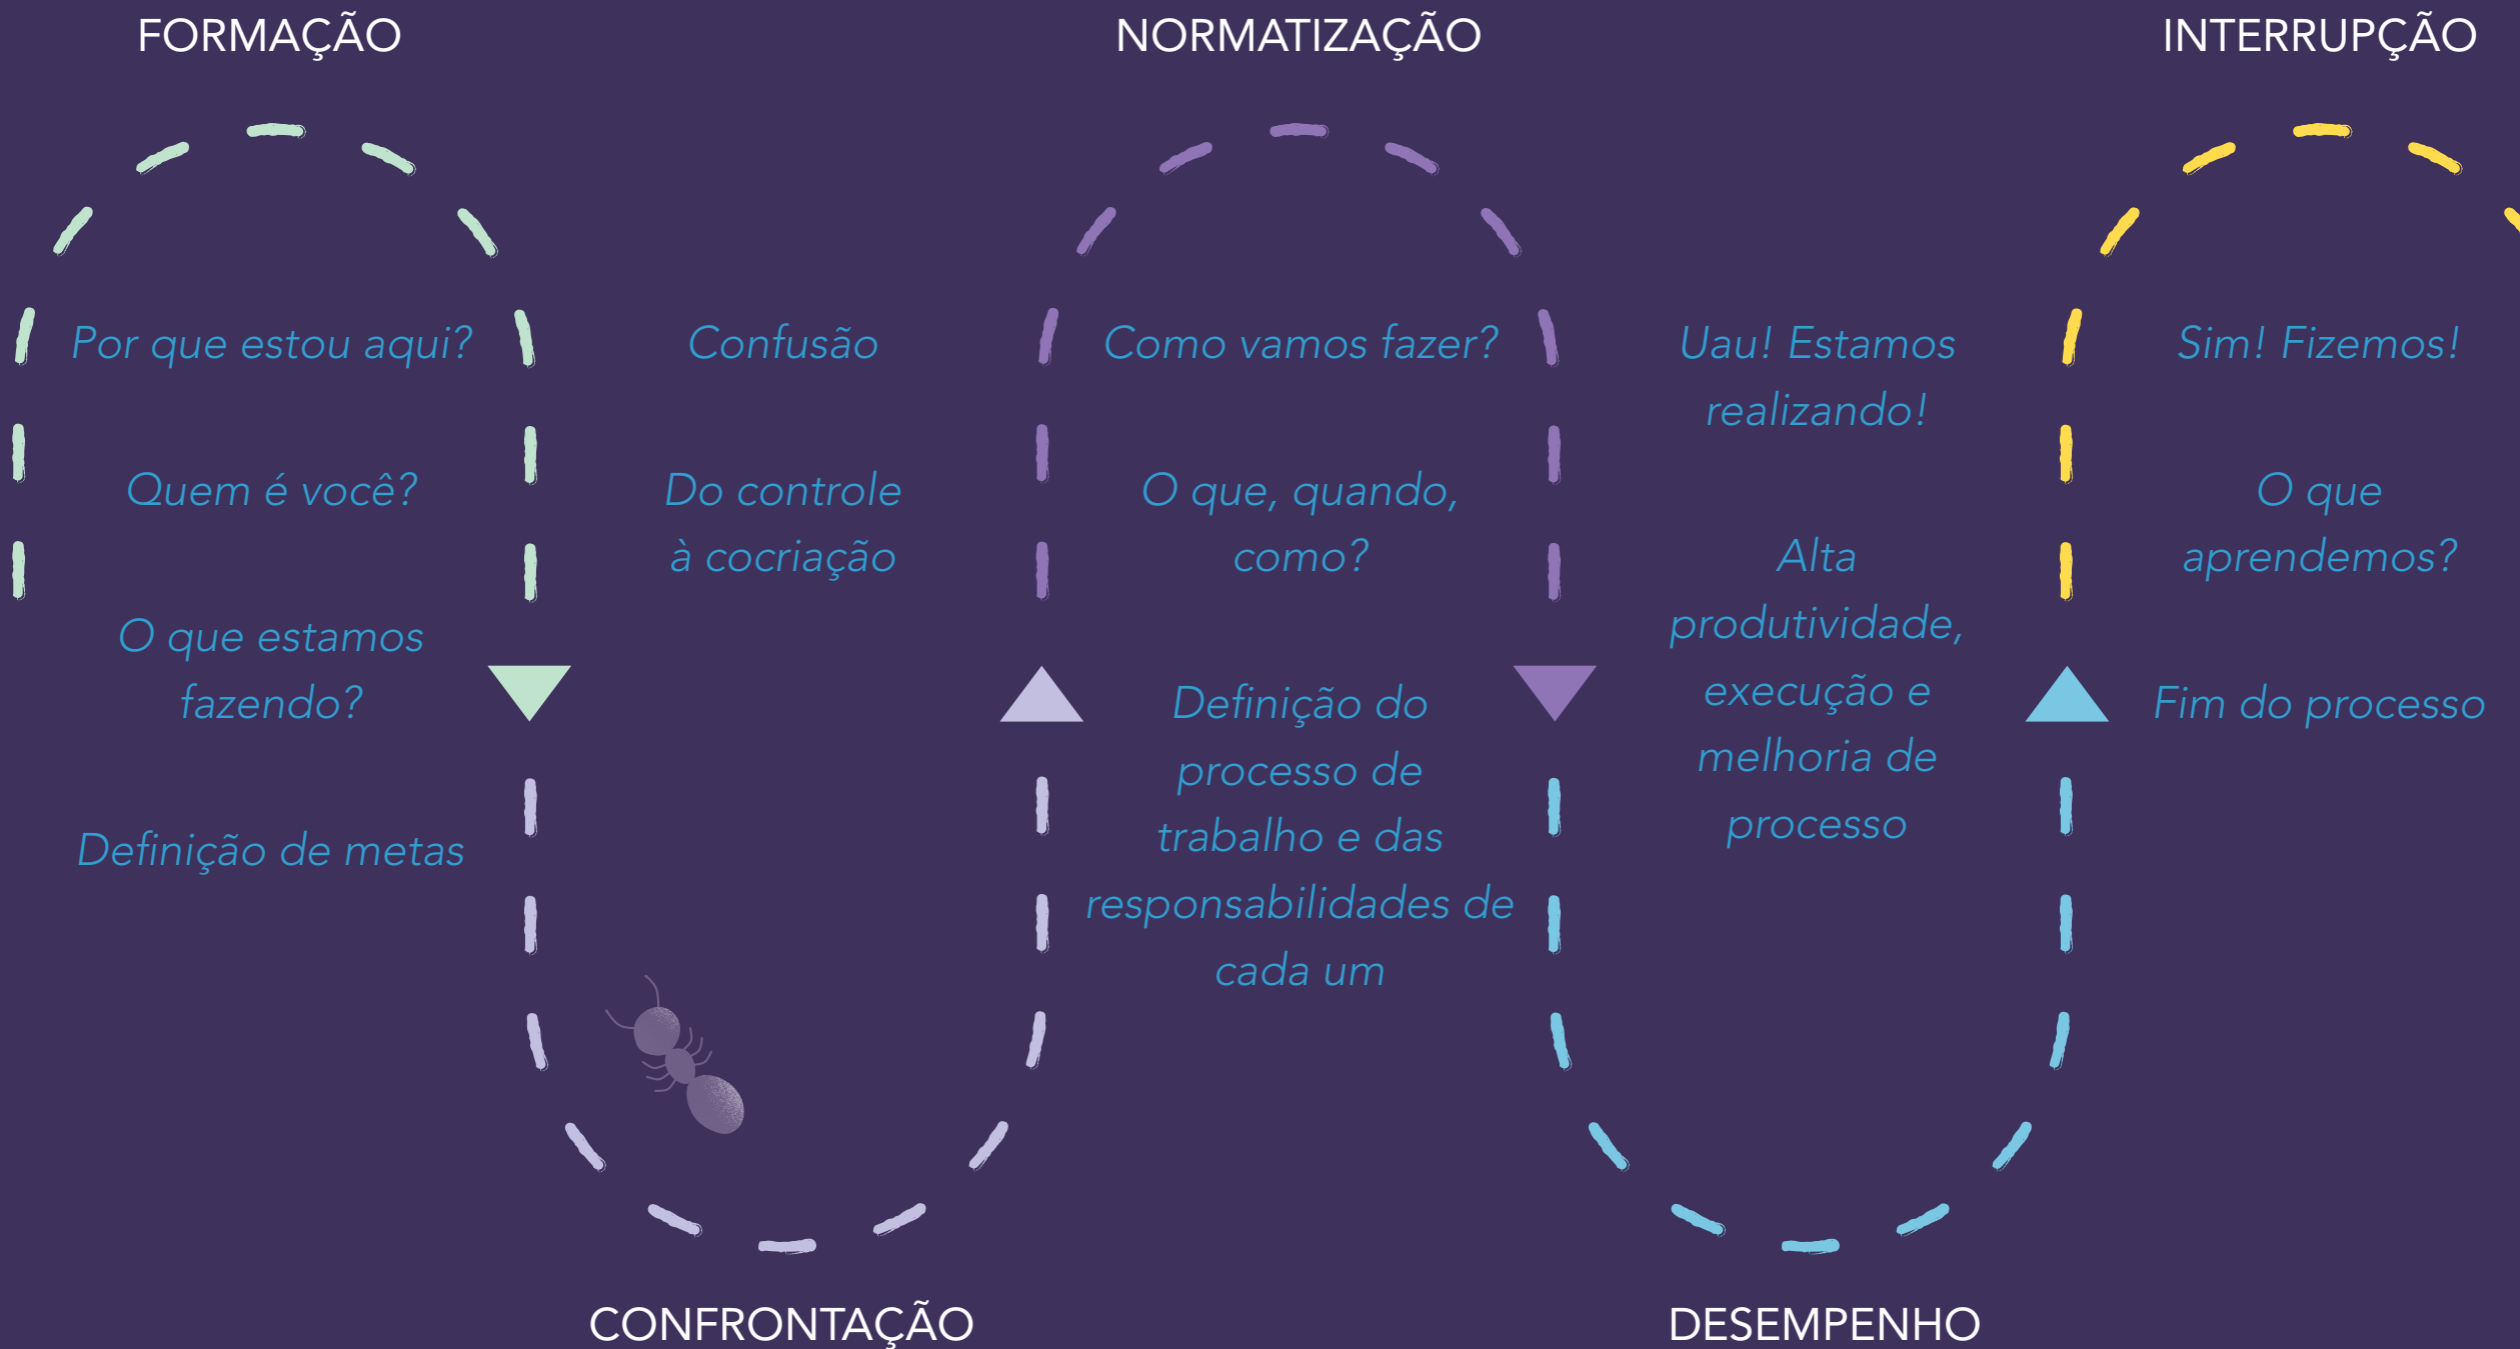 FORMAÇÃO
Por que estou aqui?
Quem é você?
O que estamos
fazendo?
Definição de metas
Confusão
Do controle
à cocriação
CONFRONTAÇÃO
NORMATIZAÇÃO
Como vamos fazer?
O que, quando,
como?
Definição do
processo de
trabalho e das
responsabilidades de
cada um
Uau! Estamos
realizando!
Alta
produtividade,
execução e
melhoria de
processo
DESEMPENHO
INTERRUPÇÃO
Sim! Fizemos!
O que
aprendemos?
Fim do processo